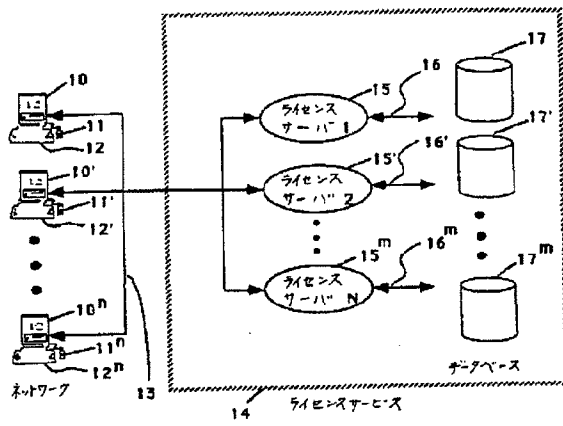 10
11
12
10'
11'
12'
10ⁿ
11ⁿ
12ⁿ
ネットワーク
13
ライセンス
サーバ 1
15
16
17
ライセンス
サーバ 2
15'
16'
17'
ライセンス
サーバ N
15ᵐ
16ᵐ
17ᵐ
データベース
14
ライセンスサービス